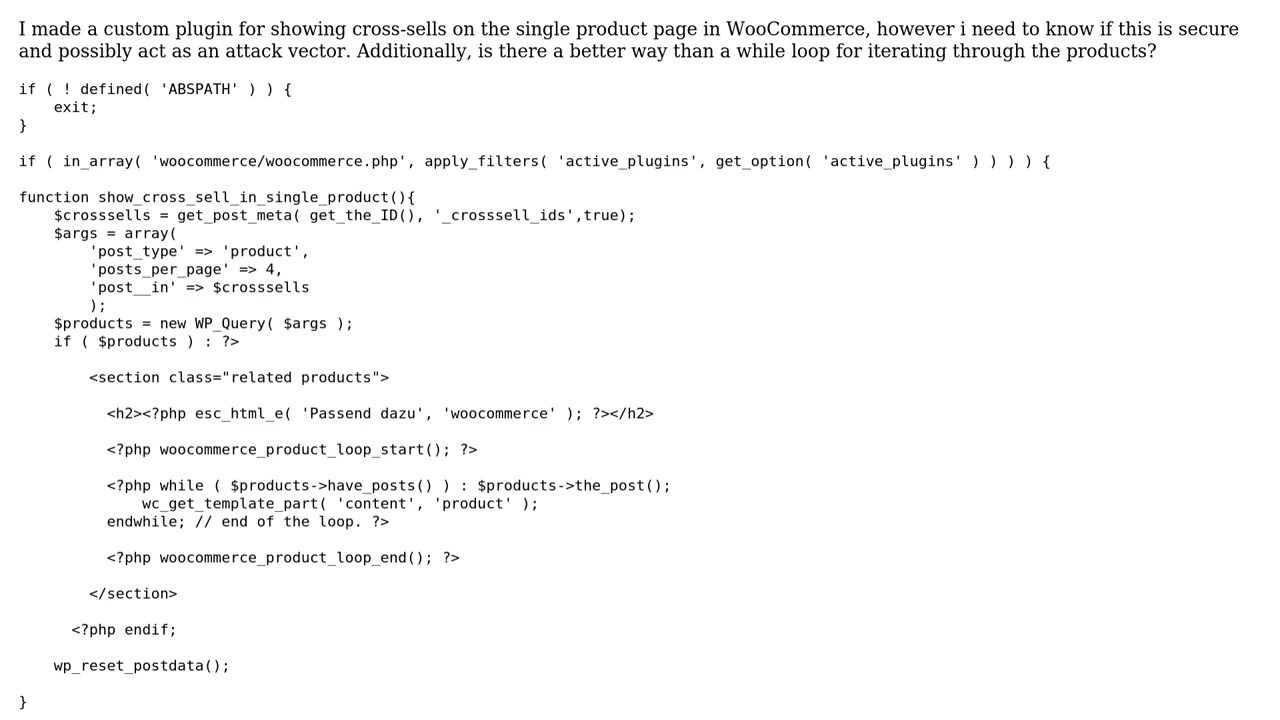 I made a custom plugin for showing cross-sells on the single product page in WooCommerce, however i need to know if this is secure
and possibly act as an attack vector. Additionally, is there a better way than a while loop for iterating through the products?
if ( ! defined( 'ABSPATH' ) ) {
    exit;
}
if ( in_array( 'woocommerce/woocommerce.php', apply_filters( 'active_plugins', get_option( 'active_plugins' ) ) ) ) {
function show_cross_sell_in_single_product(){
    $crosssells = get_post_meta( get_the_ID(), '_crosssell_ids',true);
    $args = array(
        'post_type' => 'product',
        'posts_per_page' => 4,
        'post__in' => $crosssells
        );
    $products = new WP_Query( $args );
    if ( $products ) : ?>
        <section class="related products">
          <h2><?php esc_html_e( 'Passend dazu', 'woocommerce' ); ?></h2>
          <?php woocommerce_product_loop_start(); ?>
          <?php while ( $products->have_posts() ) : $products->the_post();
              wc_get_template_part( 'content', 'product' );
          endwhile; // end of the loop. ?>
          <?php woocommerce_product_loop_end(); ?>
        </section>
      <?php endif;
    wp_reset_postdata();
}